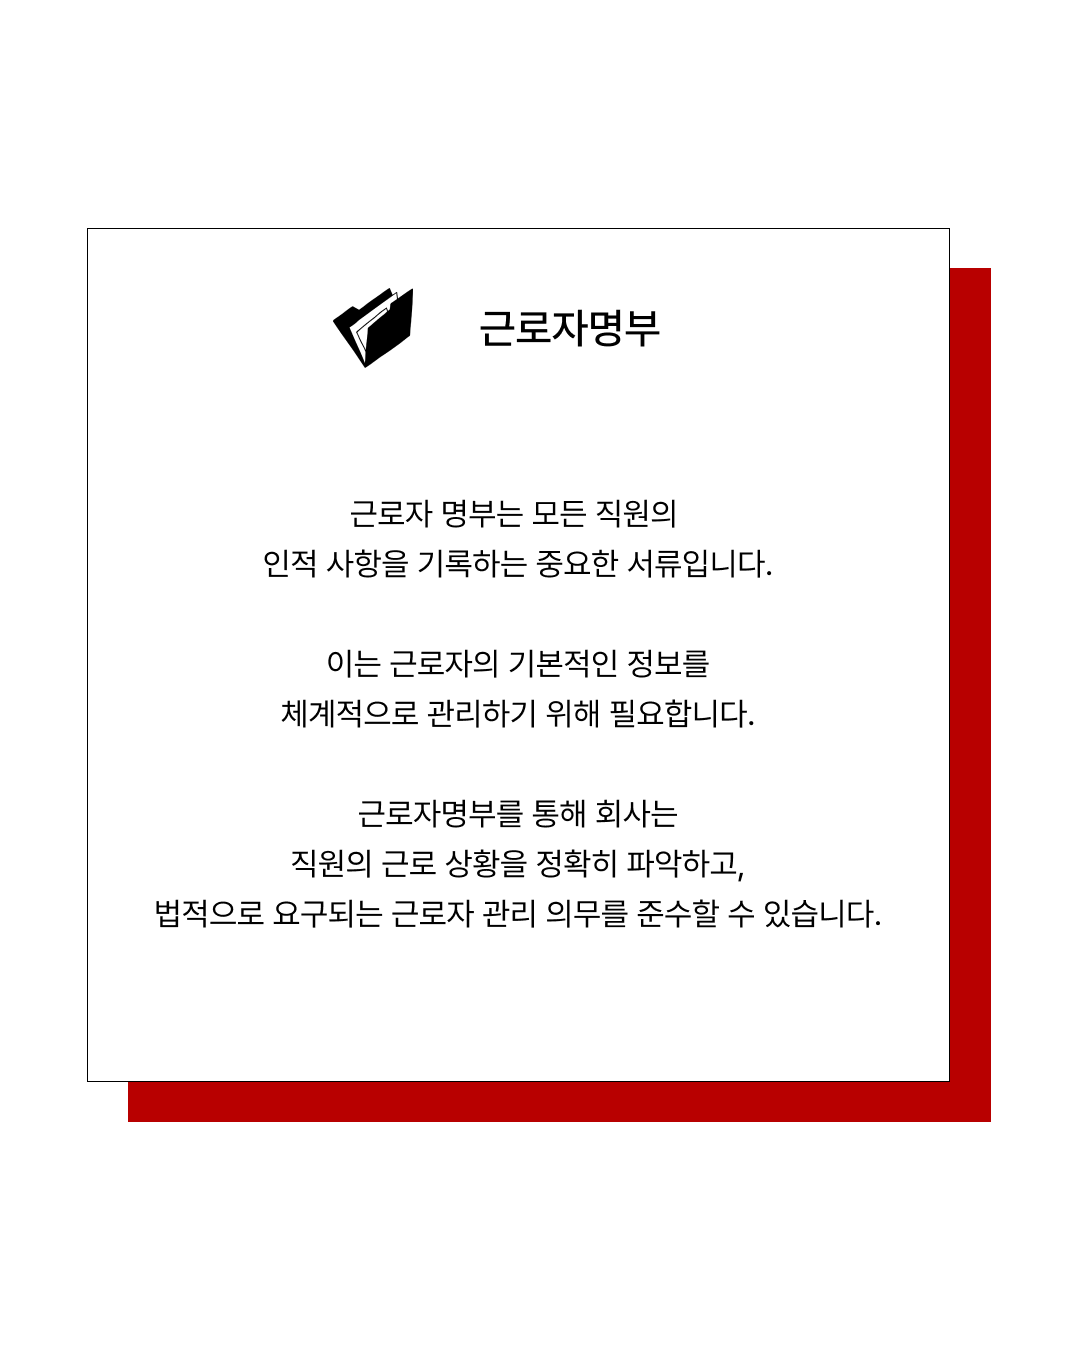 근로자명부
근로자 명부는 모든 직원의
인적 사항을 기록하는 중요한 서류입니다.
이는 근로자의 기본적인 정보를
체계적으로 관리하기 위해 필요합니다.
근로자명부를 통해 회사는
직원의 근로 상황을 정확히 파악하고,
법적으로 요구되는 근로자 관리 의무를 준수할 수 있습니다.